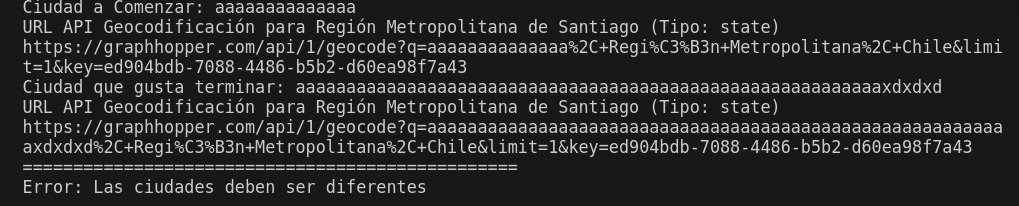 Ciudad a Comenzar: aaaaaaaaaaaaaa
URL API Geocodificación para Región Metropolitana de Santiago (Tipo: state)
https://graphhopper.com/api/1/geocode?q=aaaaaaaaaaaaaa%2C+Regi%C3%B3n+Metropolitana%2C+Chile&limi
t=1&key=ed904bdb-7088-4486-b5b2-d60ea98f7a43
Ciudad que gusta terminar: aaaaaaaaaaaaaaaaaaaaaaaaaaaaaaaaaaaaaaaaaaaaaaaaaaaaaaaaaaxdxdxd
URL API Geocodificación para Región Metropolitana de Santiago (Tipo: state)
https://graphhopper.com/api/1/geocode?q=aaaaaaaaaaaaaaaaaaaaaaaaaaaaaaaaaaaaaaaaaaaaaaaaaaaaaaaaa
axdxdxd%2C+Regi%C3%B3n+Metropolitana%2C+Chile&limit=1&key=ed904bdb-7088-4486-b5b2-d60ea98f7a43
=================================================
Error: Las ciudades deben ser diferentes